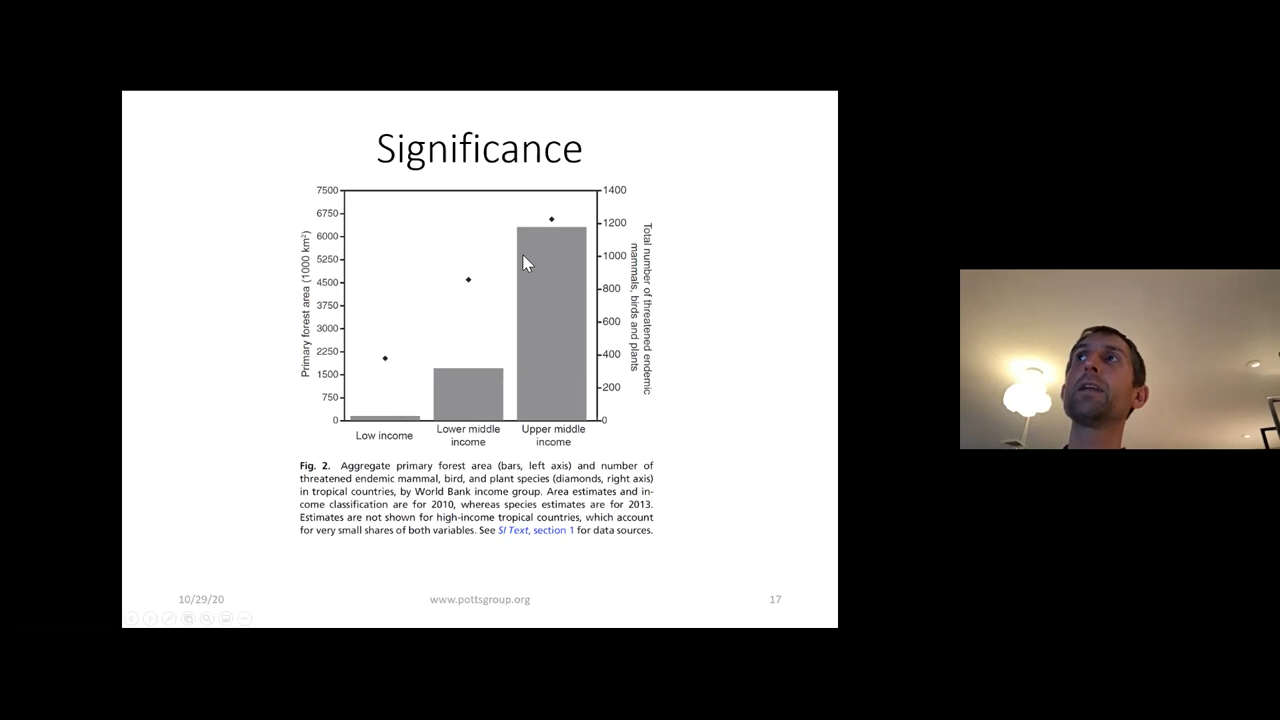 Significance
7500
6750
6000
5250
4500
3750
3000
2250
1500
750
0
Primary forest area (1000 km²)
1400
1200
1000
800
600
400
200
0
Total number of threatened endemic
mammals, birds and plants
Low income
Lower middle
income
Upper middle
income
Fig. 2. Aggregate primary forest area (bars, left axis) and number of
threatened endemic mammal, bird, and plant species (diamonds, right axis)
in tropical countries, by World Bank income group. Area estimates and in-
come classification are for 2010, whereas species estimates are for 2013.
Estimates are not shown for high-income tropical countries, which account
for very small shares of both variables. See SI Text, section 1 for data sources.
10/29/20
www.pottsgroup.org
17